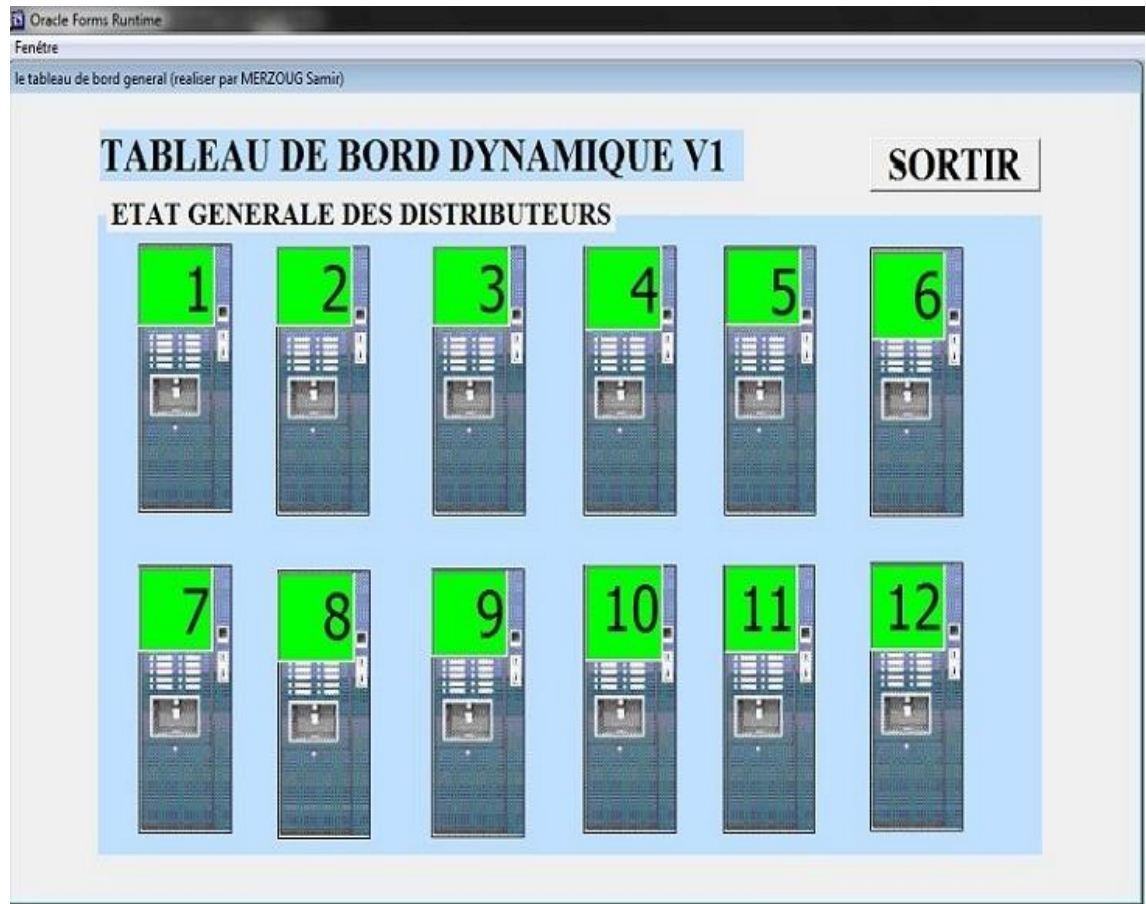 Oracle Forms Runtime
Fenêtre
le tableau de bord general (realiser par MERZOUG Samir)
TABLEAU DE BORD DYNAMIQUE V1
SORTIR
ETAT GENERALE DES DISTRIBUTEURS
1 2 3 4 5 6
7 8 9 10 11 12